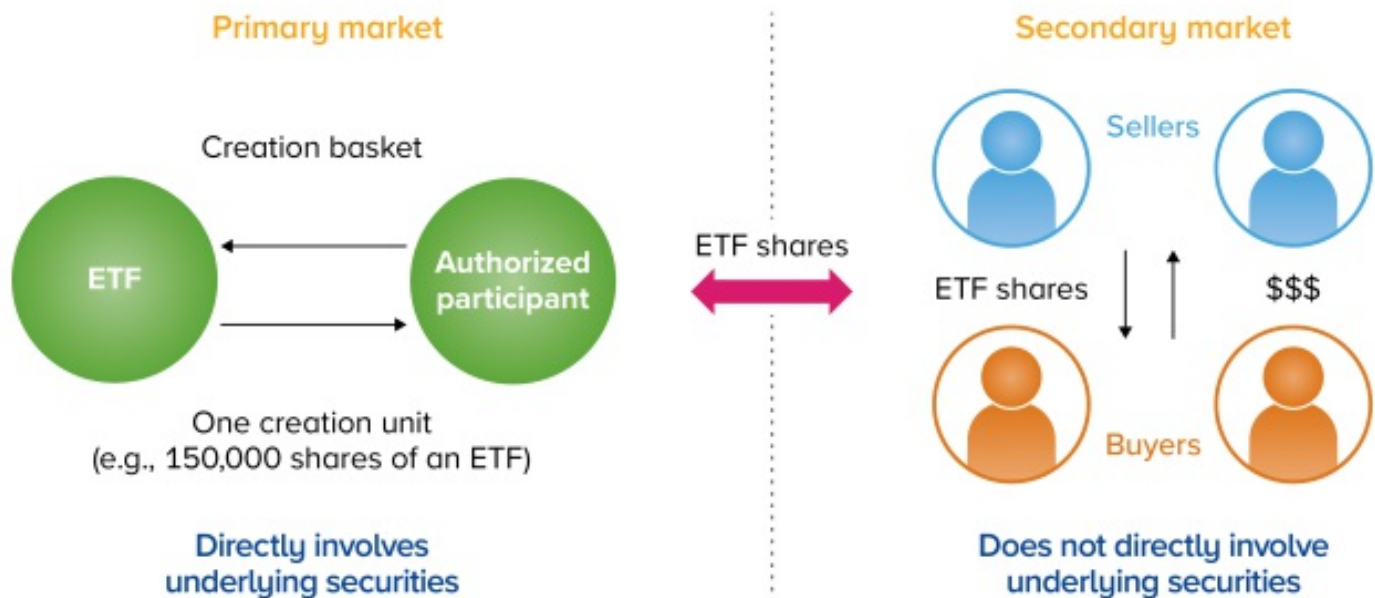 Primary market
Creation basket
ETF
Authorized
participant
One creation unit
(e.g., 150,000 shares of an ETF)
Directly involves
underlying securities
ETF shares
Secondary market
Sellers
ETF shares
$$$
Buyers
Does not directly involve
underlying securities